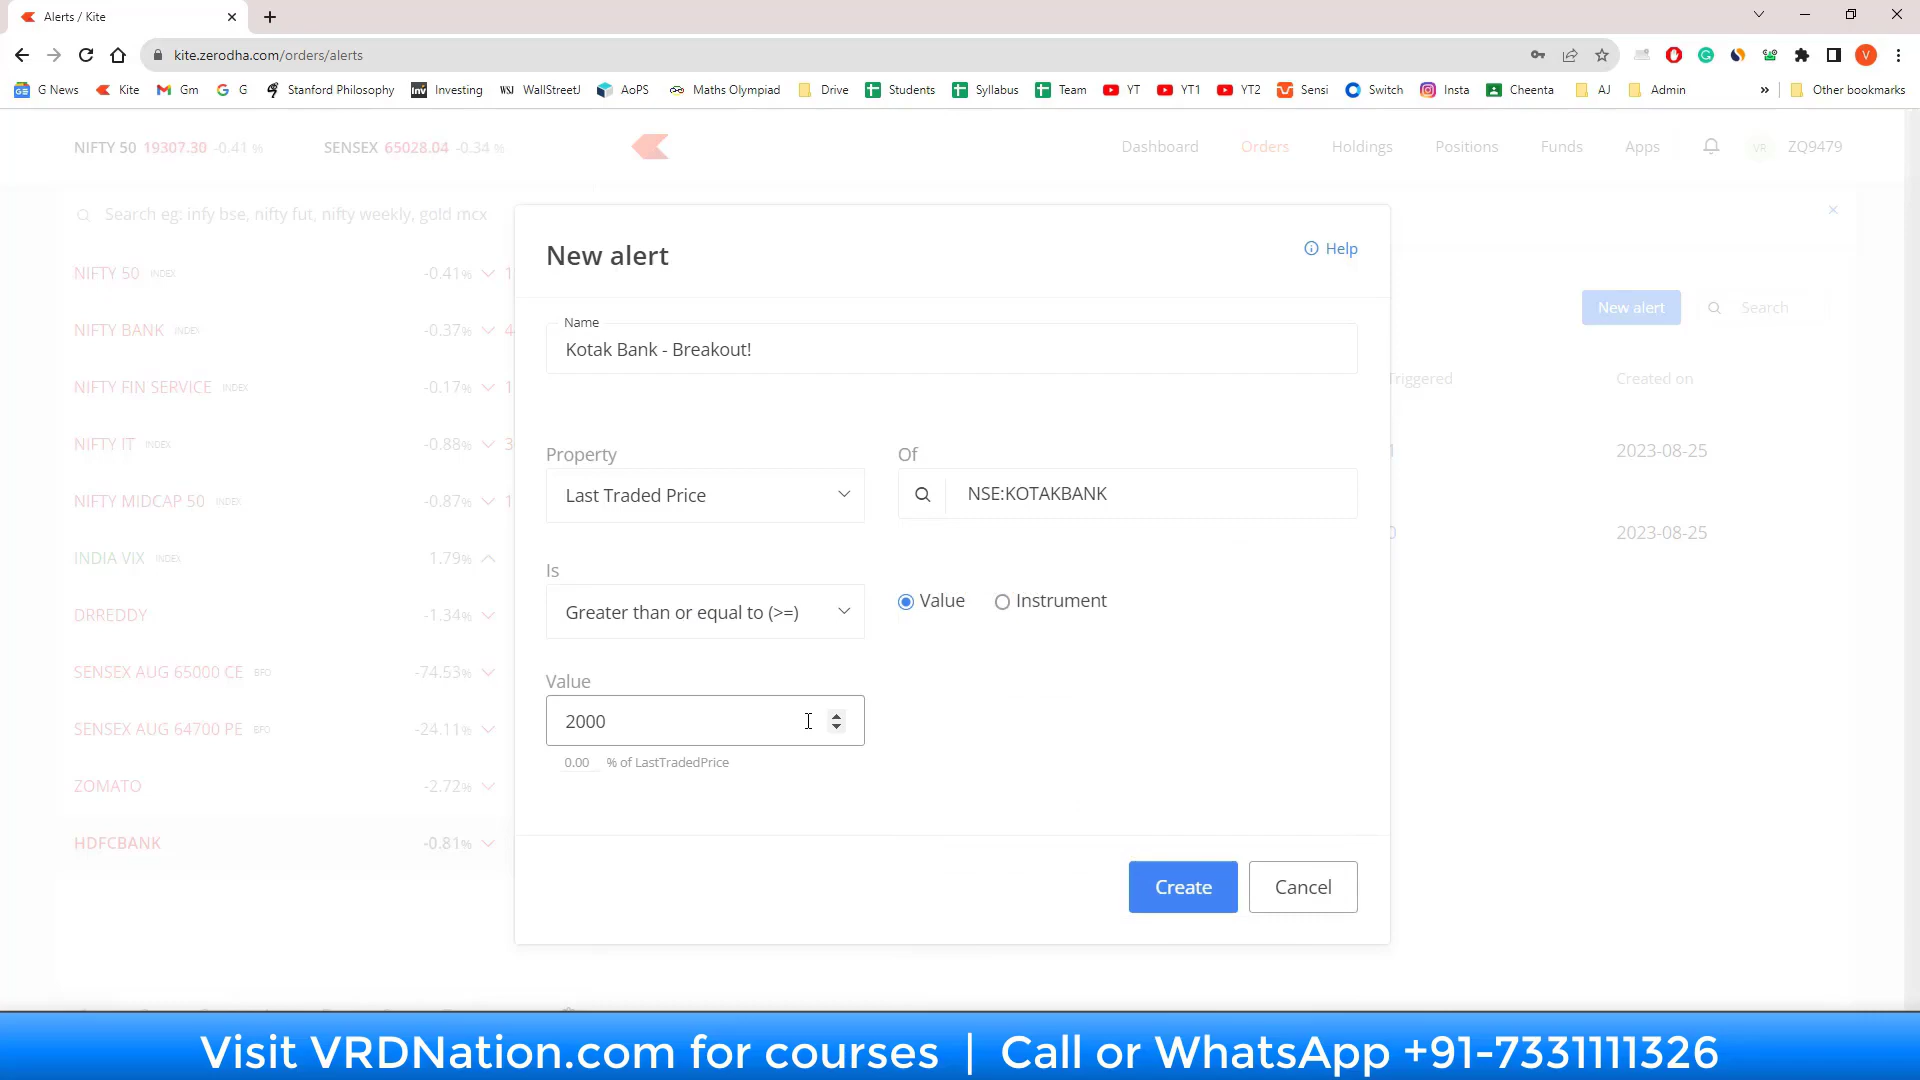 Alerts / Kite
kite.zerodha.com/orders/alerts
V
G News Kite Gm G Stanford Philosophy Investing WallStreetJ AoPS Maths Olympiad Drive Students Syllabus Team YT YT1 YT2 Sensi Switch Insta Cheenta AJ Admin » Other bookmarks
NIFTY 50 19307.30 -0.41 % SENSEX 65028.04 -0.34 %
Dashboard Orders Holdings Positions Funds Apps VR ZQ9479
Search eg: infy bse, nifty fut, nifty weekly, gold mcx
New alert
Help
NIFTY 50 INDEX -0.41%
New alert Search
Name
Kotak Bank - Breakout!
NIFTY BANK INDEX -0.37%
NIFTY FIN SERVICE INDEX -0.17%
Triggered Created on
NIFTY IT INDEX -0.88%
Property Of
1 2023-08-25
Last Traded Price NSE:KOTAKBANK
NIFTY MIDCAP 50 INDEX -0.87%
2023-08-25
INDIA VIX INDEX 1.79%
Is
Greater than or equal to (>=) Value Instrument
DRREDDY -1.34%
SENSEX AUG 65000 CE BFO -74.53%
Value
2000
SENSEX AUG 64700 PE BFO -24.11%
0.00 % of LastTradedPrice
ZOMATO -2.72%
HDFCBANK -0.81%
Create Cancel
Visit VRDNation.com for courses | Call or WhatsApp +91-7331111326